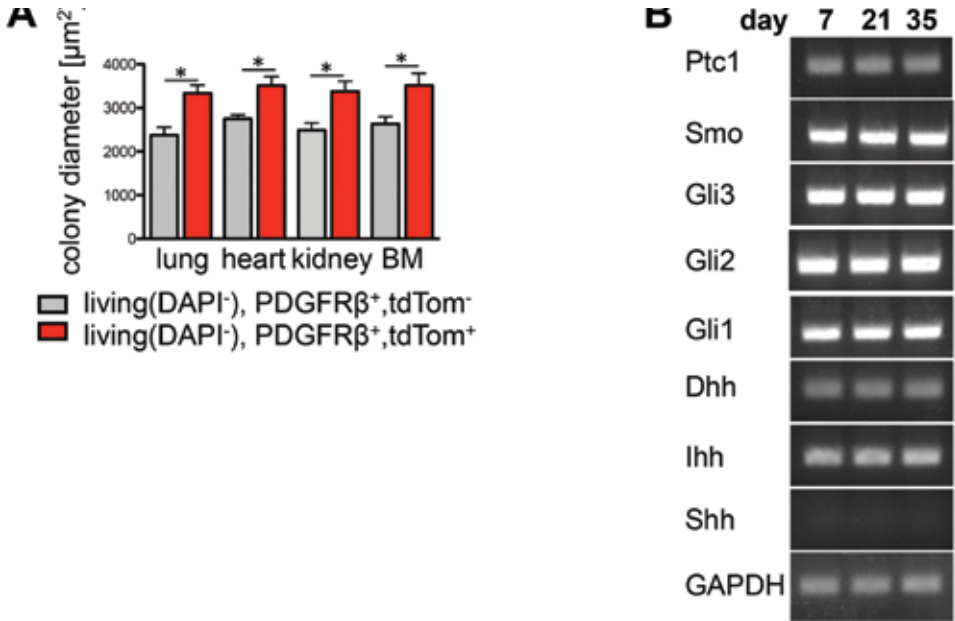 A
colony diameter [µm²]
4000
3000
2000
1000
0
* * * *
lung heart kidney BM
living(DAPI⁻), PDGFRβ⁺,tdTom⁻
living(DAPI⁻), PDGFRβ⁺,tdTom⁺
B
day 7 21 35
Ptc1
Smo
Gli3
Gli2
Gli1
Dhh
Ihh
Shh
GAPDH